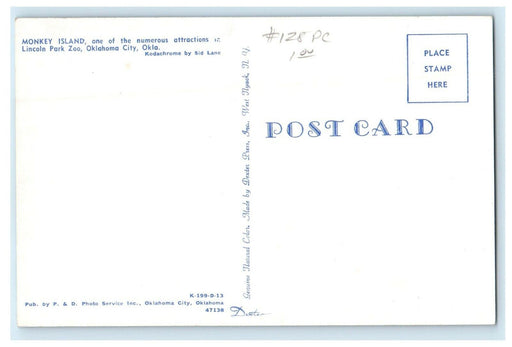 MONKEY ISLAND, one of the numerous attractions in
Lincoln Park Zoo, Oklahoma City, Okla.
Kodachrome by Sid Lane
#128 PC
1.00
PLACE
STAMP
HERE
POST CARD
Genuine Natural Color. Made by Dexter Press, Inc., West Nyack, N. Y.
K-199-D-13
Pub. by P. & D. Photo Service Inc., Oklahoma City, Oklahoma
47138
Dexter